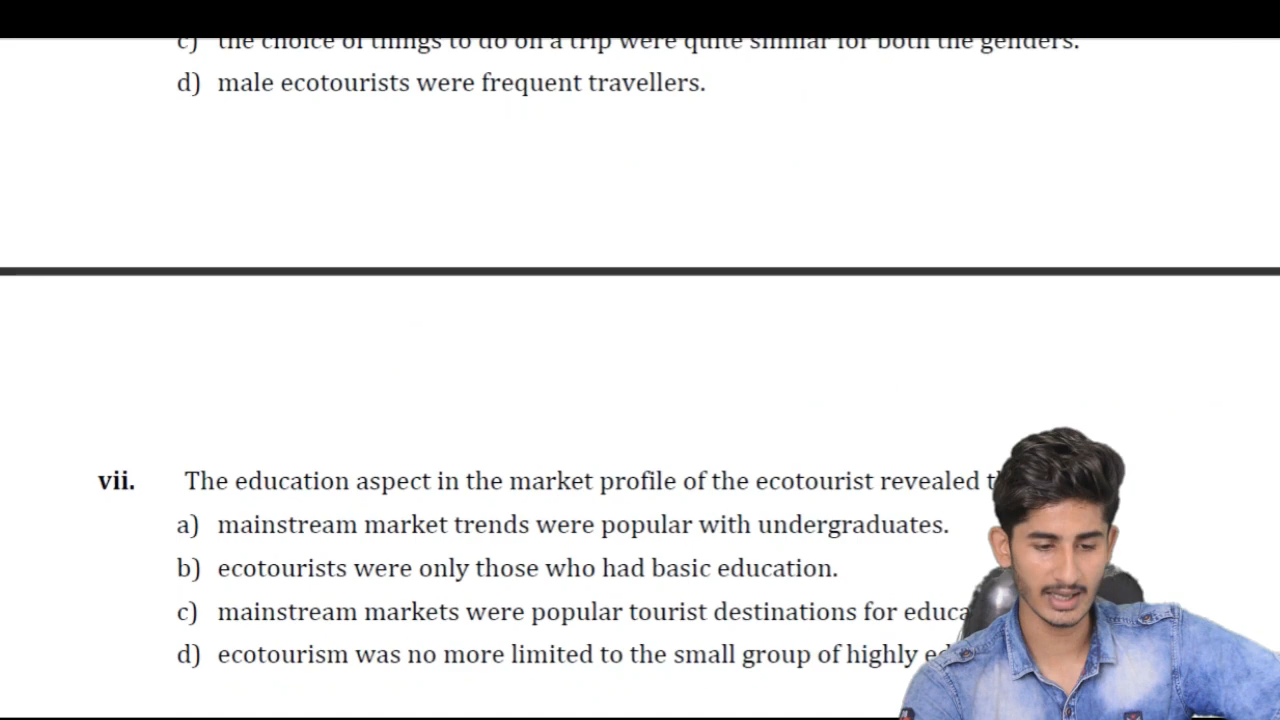 c) the choice of things to do on a trip were quite similar for both the genders.
d) male ecotourists were frequent travellers.
vii. The education aspect in the market profile of the ecotourist revealed
a) mainstream market trends were popular with undergraduates.
b) ecotourists were only those who had basic education.
c) mainstream markets were popular tourist destinations for
d) ecotourism was no more limited to the small group of highly